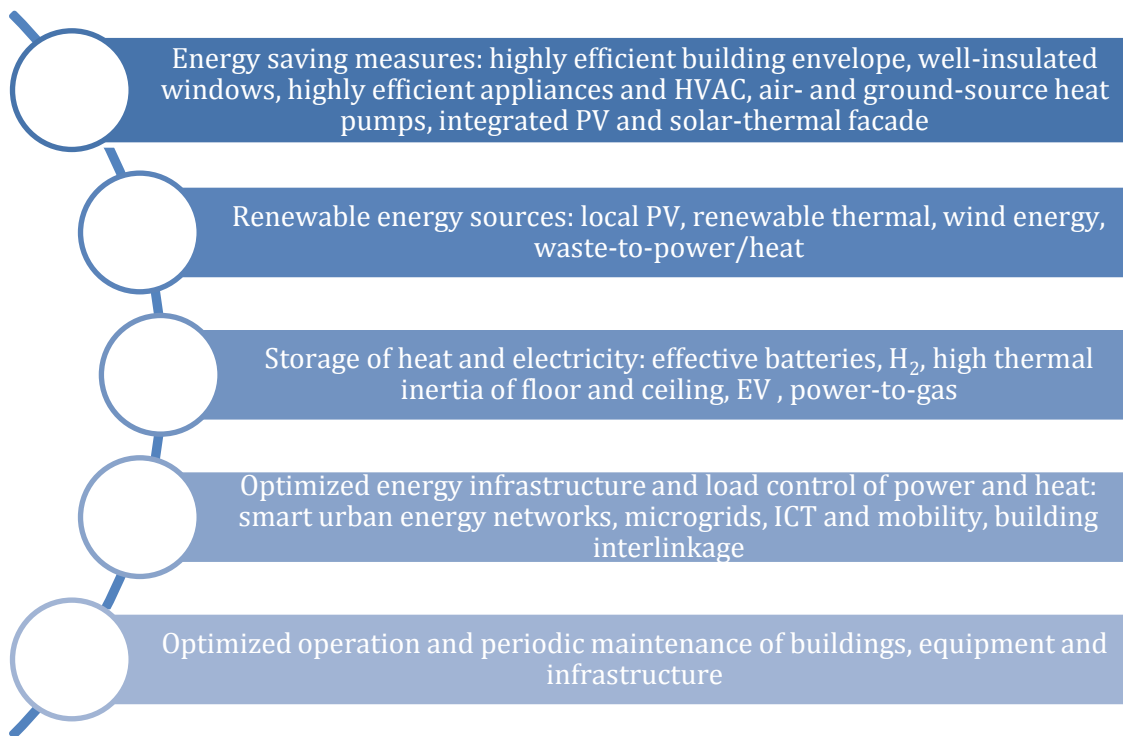 Energy saving measures: highly efficient building envelope, well-insulated
windows, highly efficient appliances and HVAC, air- and ground-source heat
pumps, integrated PV and solar-thermal facade
Renewable energy sources: local PV, renewable thermal, wind energy,
waste-to-power/heat
Storage of heat and electricity: effective batteries, H₂, high thermal
inertia of floor and ceiling, EV , power-to-gas
Optimized energy infrastructure and load control of power and heat:
smart urban energy networks, microgrids, ICT and mobility, building
interlinkage
Optimized operation and periodic maintenance of buildings, equipment and
infrastructure